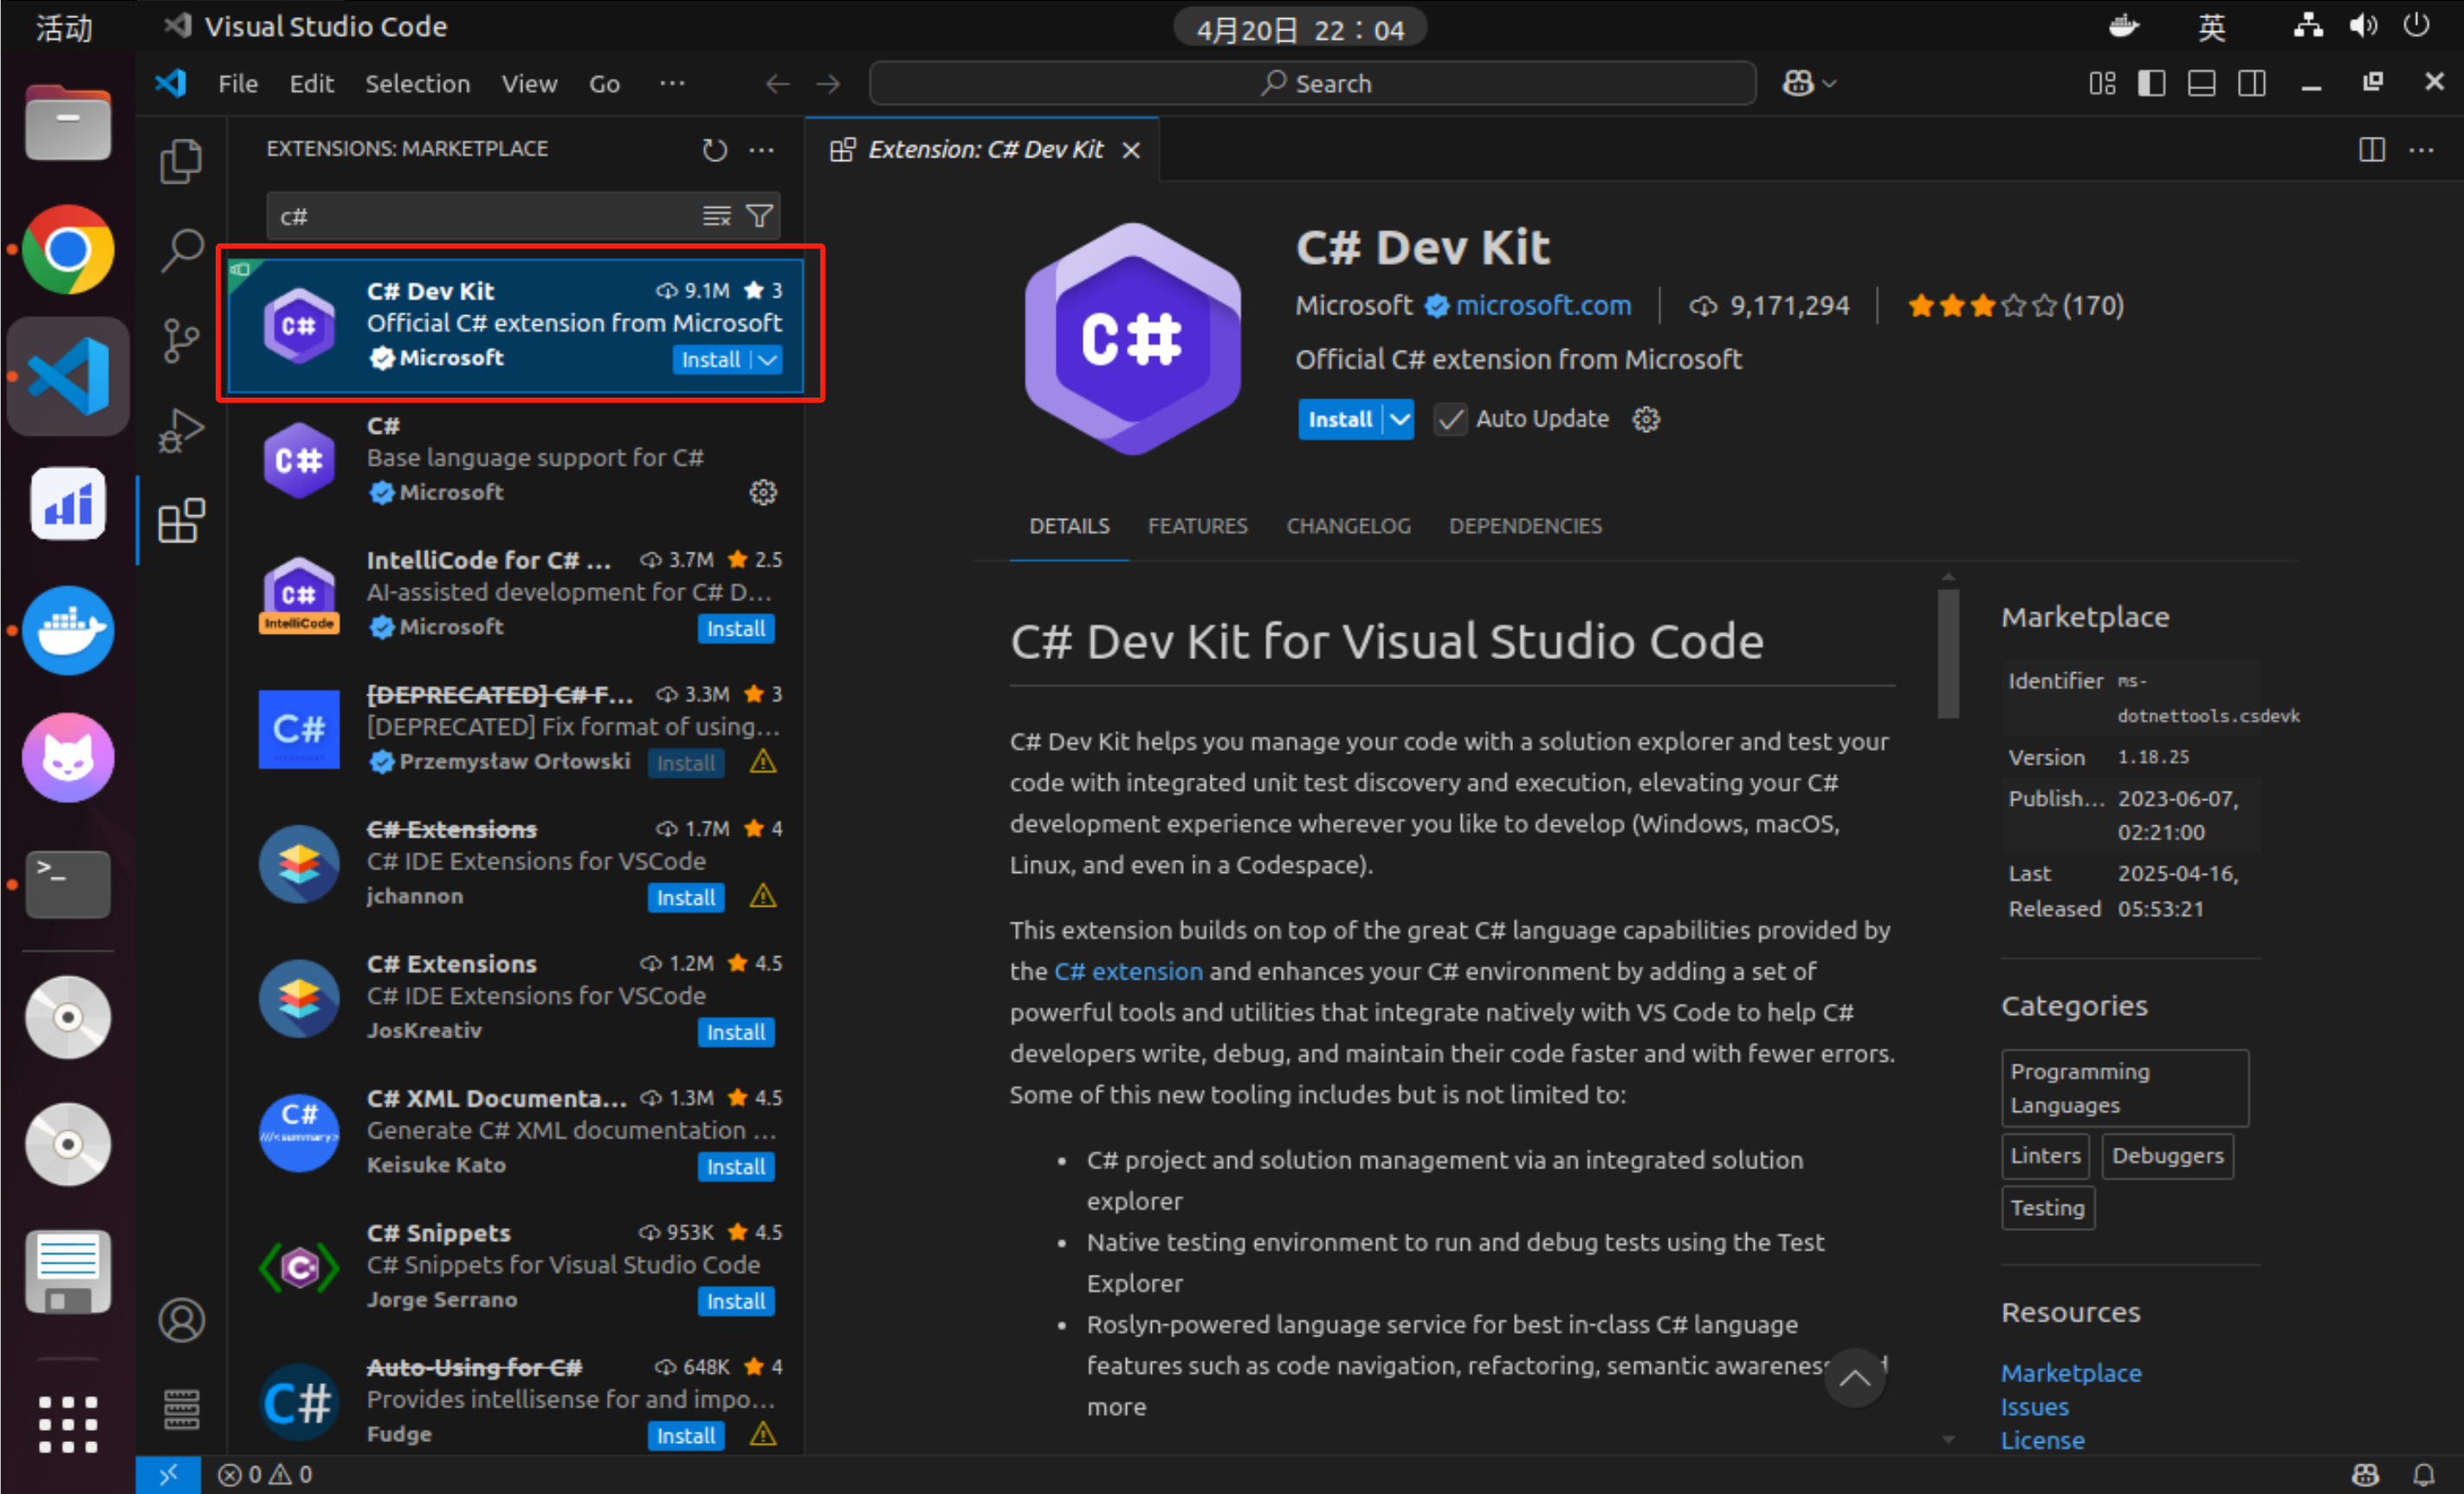 活动
Visual Studio Code
4月20日 22：04
英
File Edit Selection View Go ···
Search
EXTENSIONS: MARKETPLACE
c#
C# Dev Kit 9.1M 3
Official C# extension from Microsoft
Microsoft Install
C#
Base language support for C#
Microsoft
IntelliCode for C# ... 3.7M 2.5
AI-assisted development for C# D...
Microsoft Install
[DEPRECATED] C# F... 3.3M 3
[DEPRECATED] Fix format of using...
Przemysław Orłowski Install
C# Extensions 1.7M 4
C# IDE Extensions for VSCode
jchannon Install
C# Extensions 1.2M 4.5
C# IDE Extensions for VSCode
JosKreativ Install
C# XML Documenta... 1.3M 4.5
Generate C# XML documentation ...
Keisuke Kato Install
C# Snippets 953K 4.5
C# Snippets for Visual Studio Code
Jorge Serrano Install
Auto-Using for C# 648K 4
Provides intellisense for and impo...
Fudge Install
C#
C#
C#
IntelliCode
C#
C#
///<summary>
C
C#
Extension: C# Dev Kit
C#
C# Dev Kit
Microsoft microsoft.com 9,171,294 (170)
Official C# extension from Microsoft
Install Auto Update
DETAILS FEATURES CHANGELOG DEPENDENCIES
C# Dev Kit for Visual Studio Code
C# Dev Kit helps you manage your code with a solution explorer and test your
code with integrated unit test discovery and execution, elevating your C#
development experience wherever you like to develop (Windows, macOS,
Linux, and even in a Codespace).
This extension builds on top of the great C# language capabilities provided by
the C# extension and enhances your C# environment by adding a set of
powerful tools and utilities that integrate natively with VS Code to help C#
developers write, debug, and maintain their code faster and with fewer errors.
Some of this new tooling includes but is not limited to:
• C# project and solution management via an integrated solution
explorer
• Native testing environment to run and debug tests using the Test
Explorer
• Roslyn-powered language service for best in-class C# language
features such as code navigation, refactoring, semantic awareness
more
Marketplace
Identifier ms-
dotnettools.csdevk
Version 1.18.25
Publish... 2023-06-07,
02:21:00
Last 2025-04-16,
Released 05:53:21
Categories
Programming
Languages
Linters Debuggers
Testing
Resources
Marketplace
Issues
License
0 0